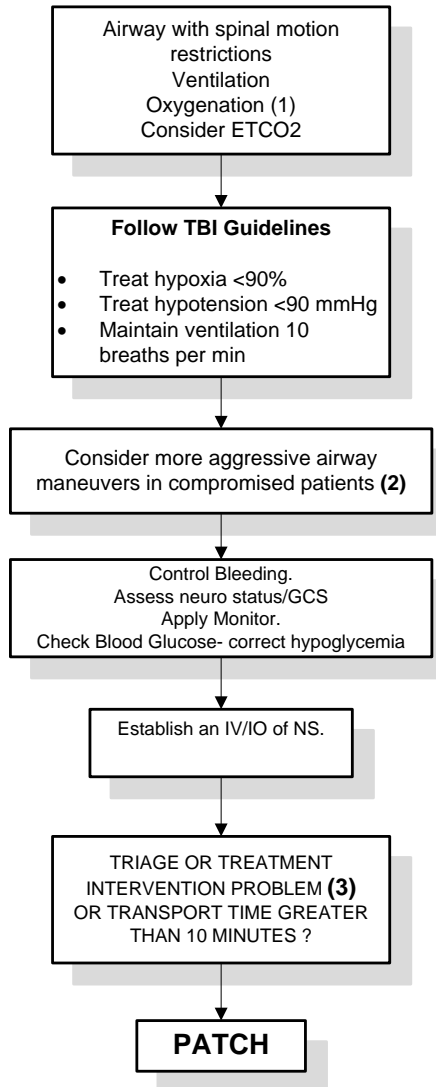 Airway with spinal motion
restrictions
Ventilation
Oxygenation (1)
Consider ETCO2
Follow TBI Guidelines
• Treat hypoxia <90%
• Treat hypotension <90 mmHg
• Maintain ventilation 10
breaths per min
Consider more aggressive airway
maneuvers in compromised patients (2)
Control Bleeding.
Assess neuro status/GCS
Apply Monitor.
Check Blood Glucose- correct hypoglycemia
Establish an IV/IO of NS.
TRIAGE OR TREATMENT
INTERVENTION PROBLEM (3)
OR TRANSPORT TIME GREATER
THAN 10 MINUTES ?
PATCH